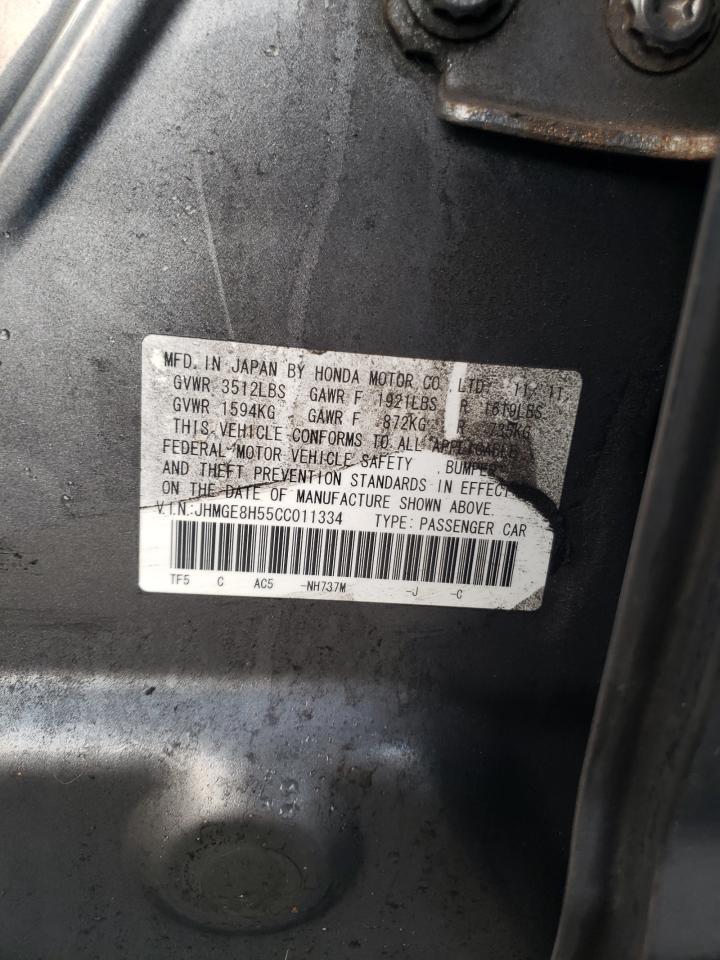 MFD. IN JAPAN BY HONDA MOTOR CO., LTD. 11/11
GVWR 3512LBS GAWR F 1921LBS R 1619LBS
GVWR 1594KG GAWR F 872KG R 735KG
THIS VEHICLE CONFORMS TO ALL APPLICABLE
FEDERAL MOTOR VEHICLE SAFETY , BUMPER,
AND THEFT PREVENTION STANDARDS IN EFFECT
ON THE DATE OF MANUFACTURE SHOWN ABOVE.
V.I.N.:JHMGE8H55CC011334 TYPE: PASSENGER CAR
TF5 C AC5 -NH737M -J -C